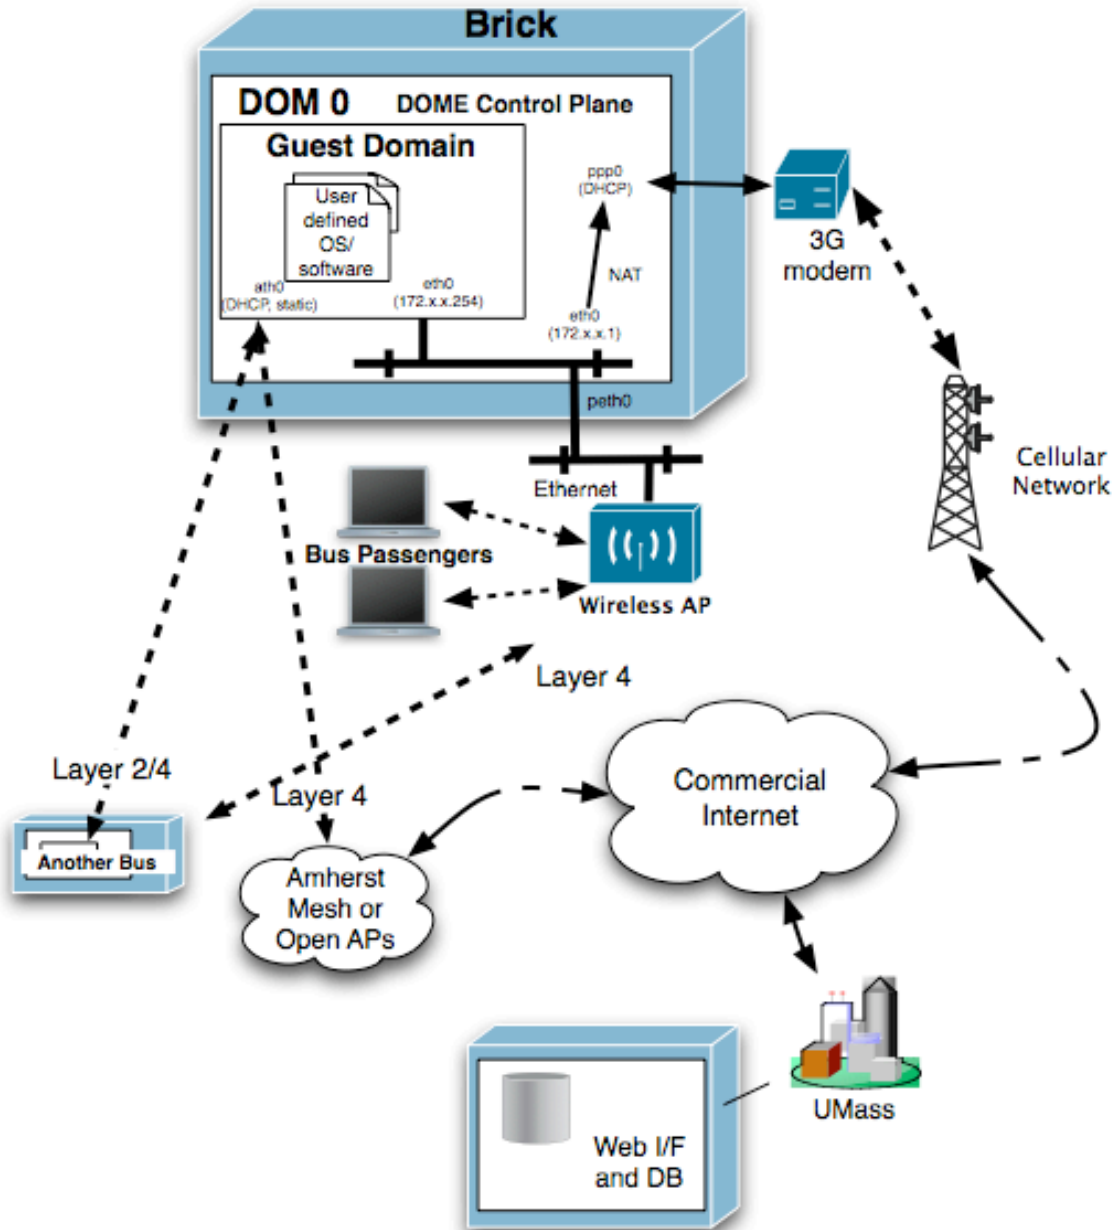 Brick
DOM 0
DOME Control Plane
Guest Domain
User
defined
OS/
software
ppp0
(DHCP)
NAT
ath0
(DHCP, static)
eth0
(172.x.x.254)
eth0
(172.x.x.1)
peth0
3G
modem
Cellular
Network
Ethernet
Bus Passengers
Wireless AP
Layer 4
Layer 2/4
Layer 4
Another Bus
Amherst
Mesh or
Open APs
Commercial
Internet
UMass
Web I/F
and DB